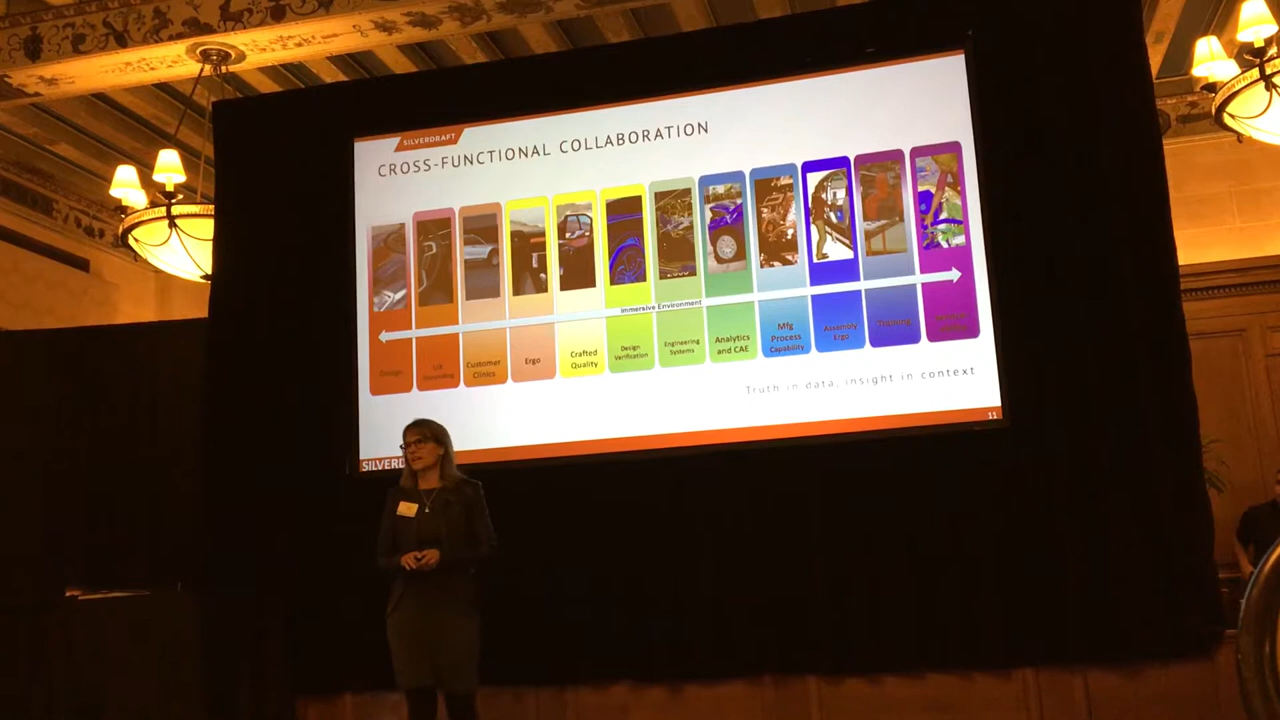 SILVERDRAFT
CROSS-FUNCTIONAL COLLABORATION
Immersive Environment
Design
Customer
Clinics
Ergo
Crafted
Quality
Design
Verification
Engineering
Systems
Analytics
and CAE
Mfg
Process
Capability
Assembly
Ergo
Training
Truth in data, insight in context
11
SILVERD